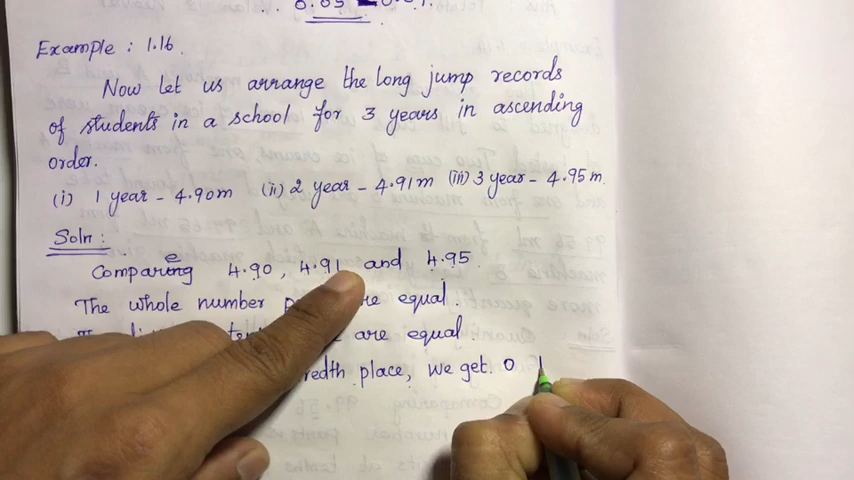 Example : 1.16.
Now let us arrange the long jump records
of students in a school for 3 years in ascending
order.
(i) 1 year - 4.90m (ii) 2 year - 4.91m (iii) 3 year - 4.95m.
Soln :
Compare 4.90, 4.91 and 4.95.
The whole number are equal.
are equal.
place, we get. 0